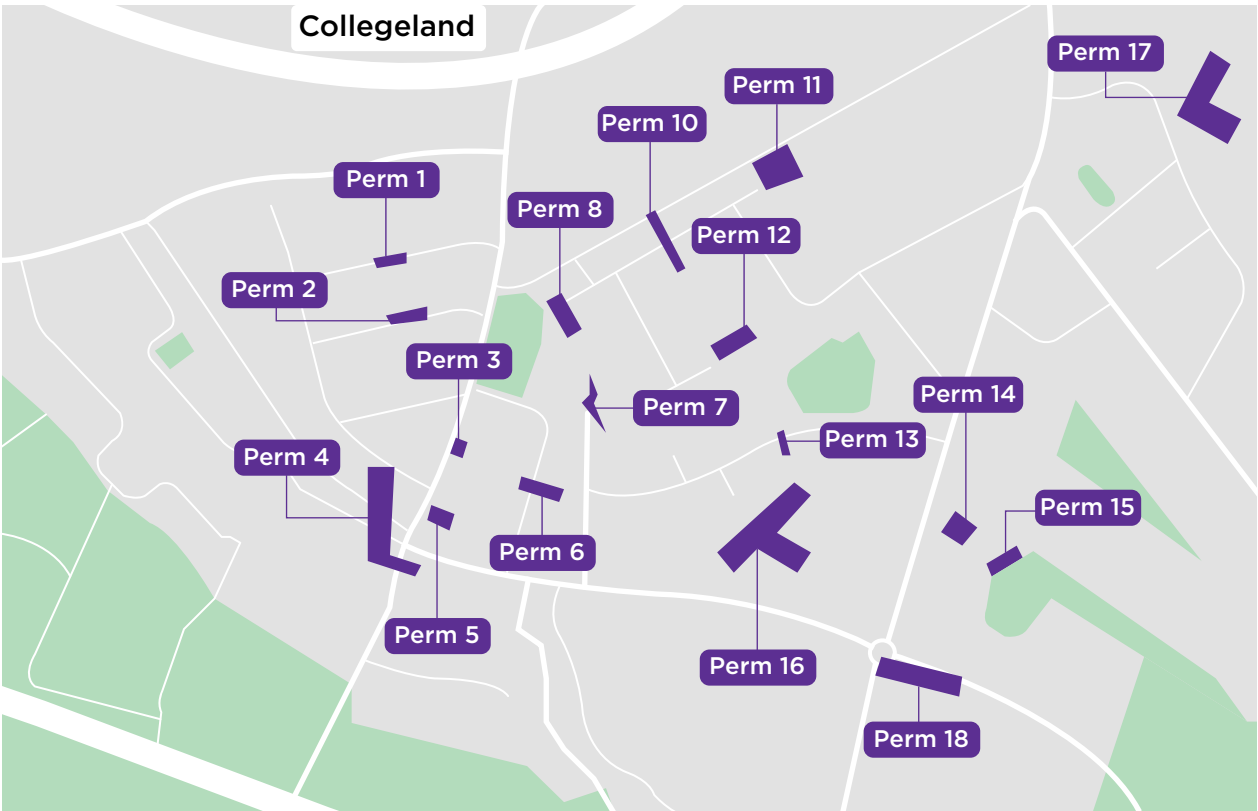 Collegeland
Perm 17
Perm 11
Perm 10
Perm 1
Perm 8
Perm 12
Perm 2
Perm 3
Perm 14
Perm 7
Perm 13
Perm 4
Perm 15
Perm 6
Perm 5
Perm 16
Perm 18